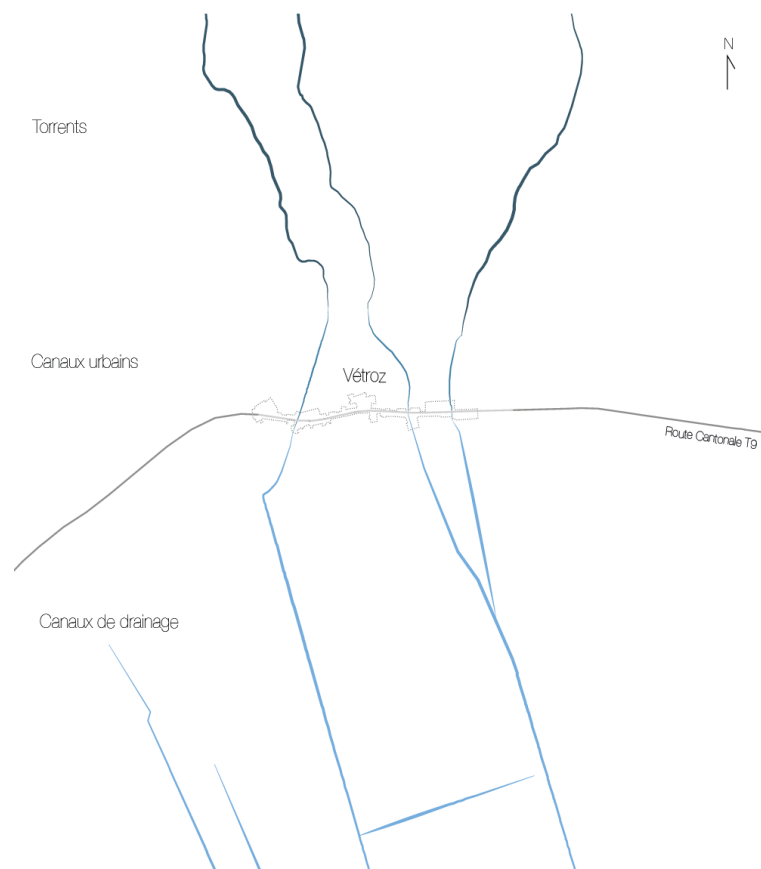 N
Torrents
Canaux urbains
Vétroz
Route Cantonale T9
Canaux de drainage